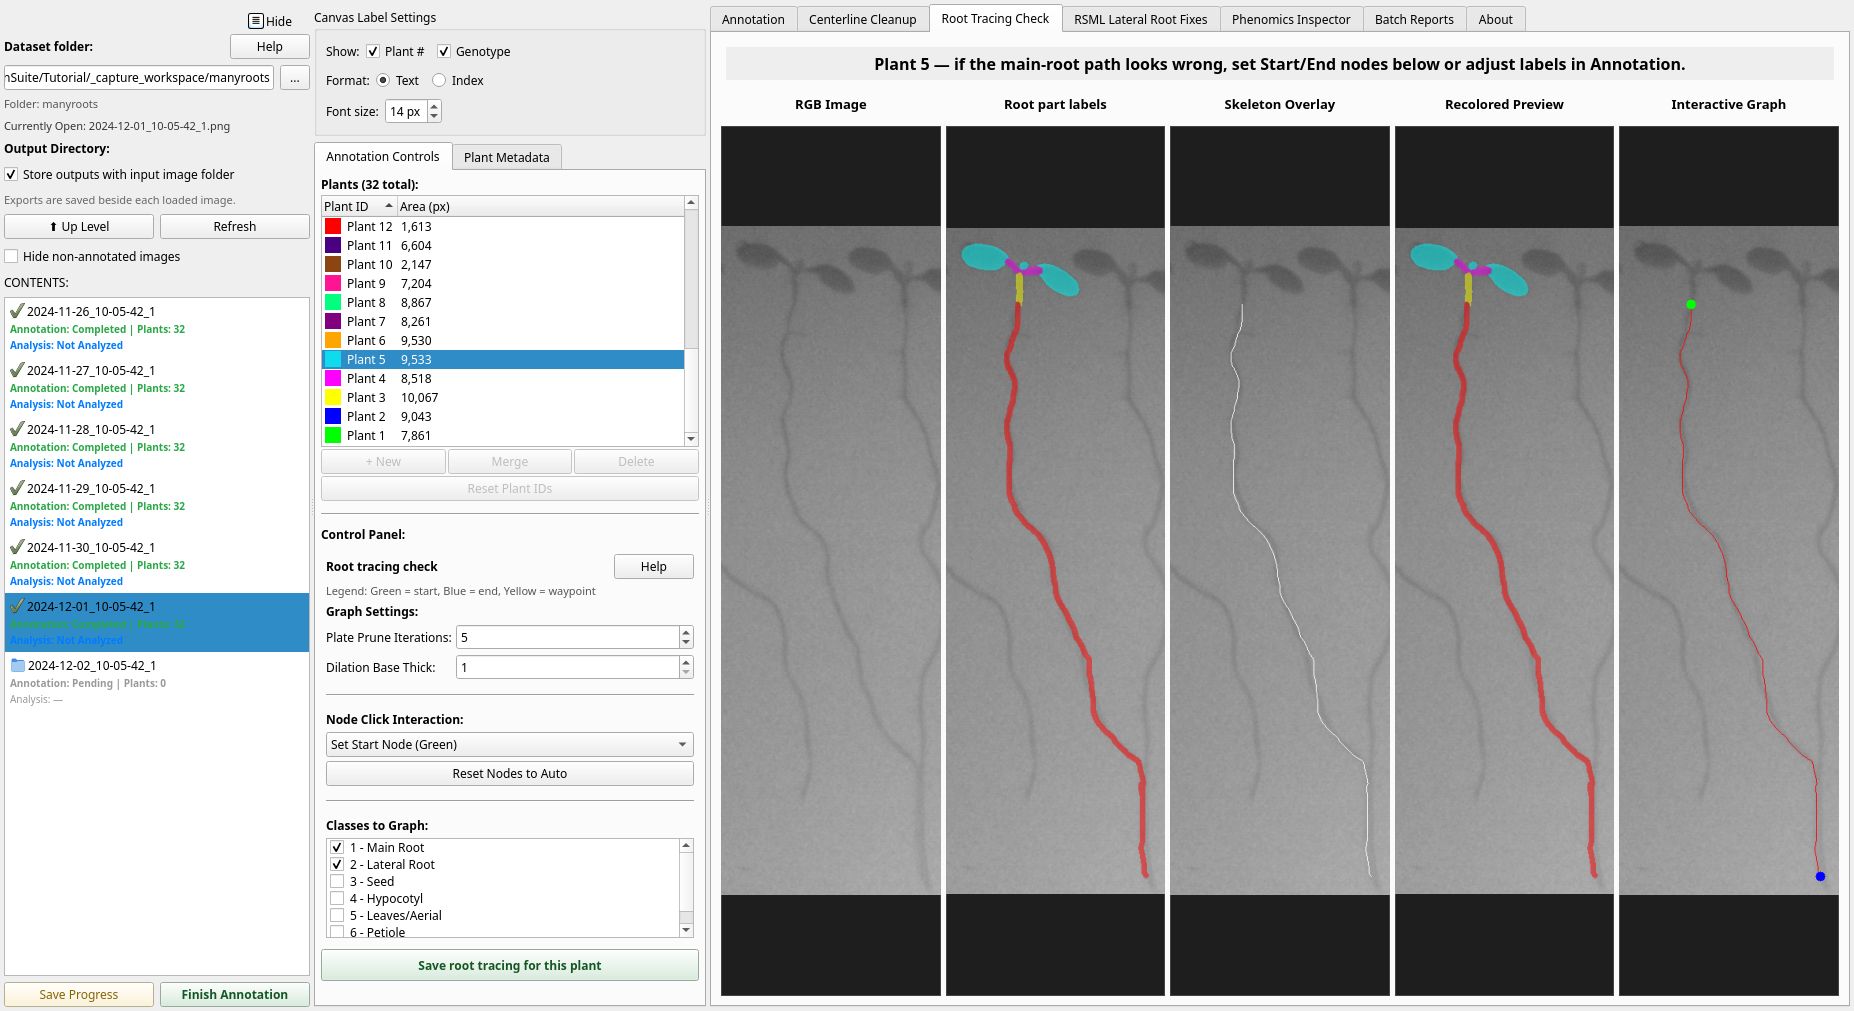 Hide
Dataset folder:
Help
nSuite/Tutorial/_capture_workspace/manyroots
...
Folder: manyroots
Currently Open: 2024-12-01_10-05-42_1.png
Output Directory:
Store outputs with input image folder
Exports are saved beside each loaded image.
Up Level
Refresh
Hide non-annotated images
CONTENTS:
2024-11-26_10-05-42_1
Annotation: Completed | Plants: 32
Analysis: Not Analyzed
2024-11-27_10-05-42_1
Annotation: Completed | Plants: 32
Analysis: Not Analyzed
2024-11-28_10-05-42_1
Annotation: Completed | Plants: 32
Analysis: Not Analyzed
2024-11-29_10-05-42_1
Annotation: Completed | Plants: 32
Analysis: Not Analyzed
2024-11-30_10-05-42_1
Annotation: Completed | Plants: 32
Analysis: Not Analyzed
2024-12-01_10-05-42_1
Annotation: Completed | Plants: 32
Analysis: Not Analyzed
2024-12-02_10-05-42_1
Annotation: Pending | Plants: 0
Analysis: —
Save Progress
Finish Annotation
Canvas Label Settings
Show: Plant # Genotype
Format: Text Index
Font size: 14 px
Annotation Controls
Plant Metadata
Plants (32 total):
Plant ID Area (px)
Plant 12 1,613
Plant 11 6,604
Plant 10 2,147
Plant 9 7,204
Plant 8 8,867
Plant 7 8,261
Plant 6 9,530
Plant 5 9,533
Plant 4 8,518
Plant 3 10,067
Plant 2 9,043
Plant 1 7,861
+ New
Merge
Delete
Reset Plant IDs
Control Panel:
Root tracing check
Help
Legend: Green = start, Blue = end, Yellow = waypoint
Graph Settings:
Plate Prune Iterations: 5
Dilation Base Thick: 1
Node Click Interaction:
Set Start Node (Green)
Reset Nodes to Auto
Classes to Graph:
1 - Main Root
2 - Lateral Root
3 - Seed
4 - Hypocotyl
5 - Leaves/Aerial
6 - Petiole
Save root tracing for this plant
Annotation
Centerline Cleanup
Root Tracing Check
RSML Lateral Root Fixes
Phenomics Inspector
Batch Reports
About
Plant 5 — if the main-root path looks wrong, set Start/End nodes below or adjust labels in Annotation.
RGB Image
Root part labels
Skeleton Overlay
Recolored Preview
Interactive Graph